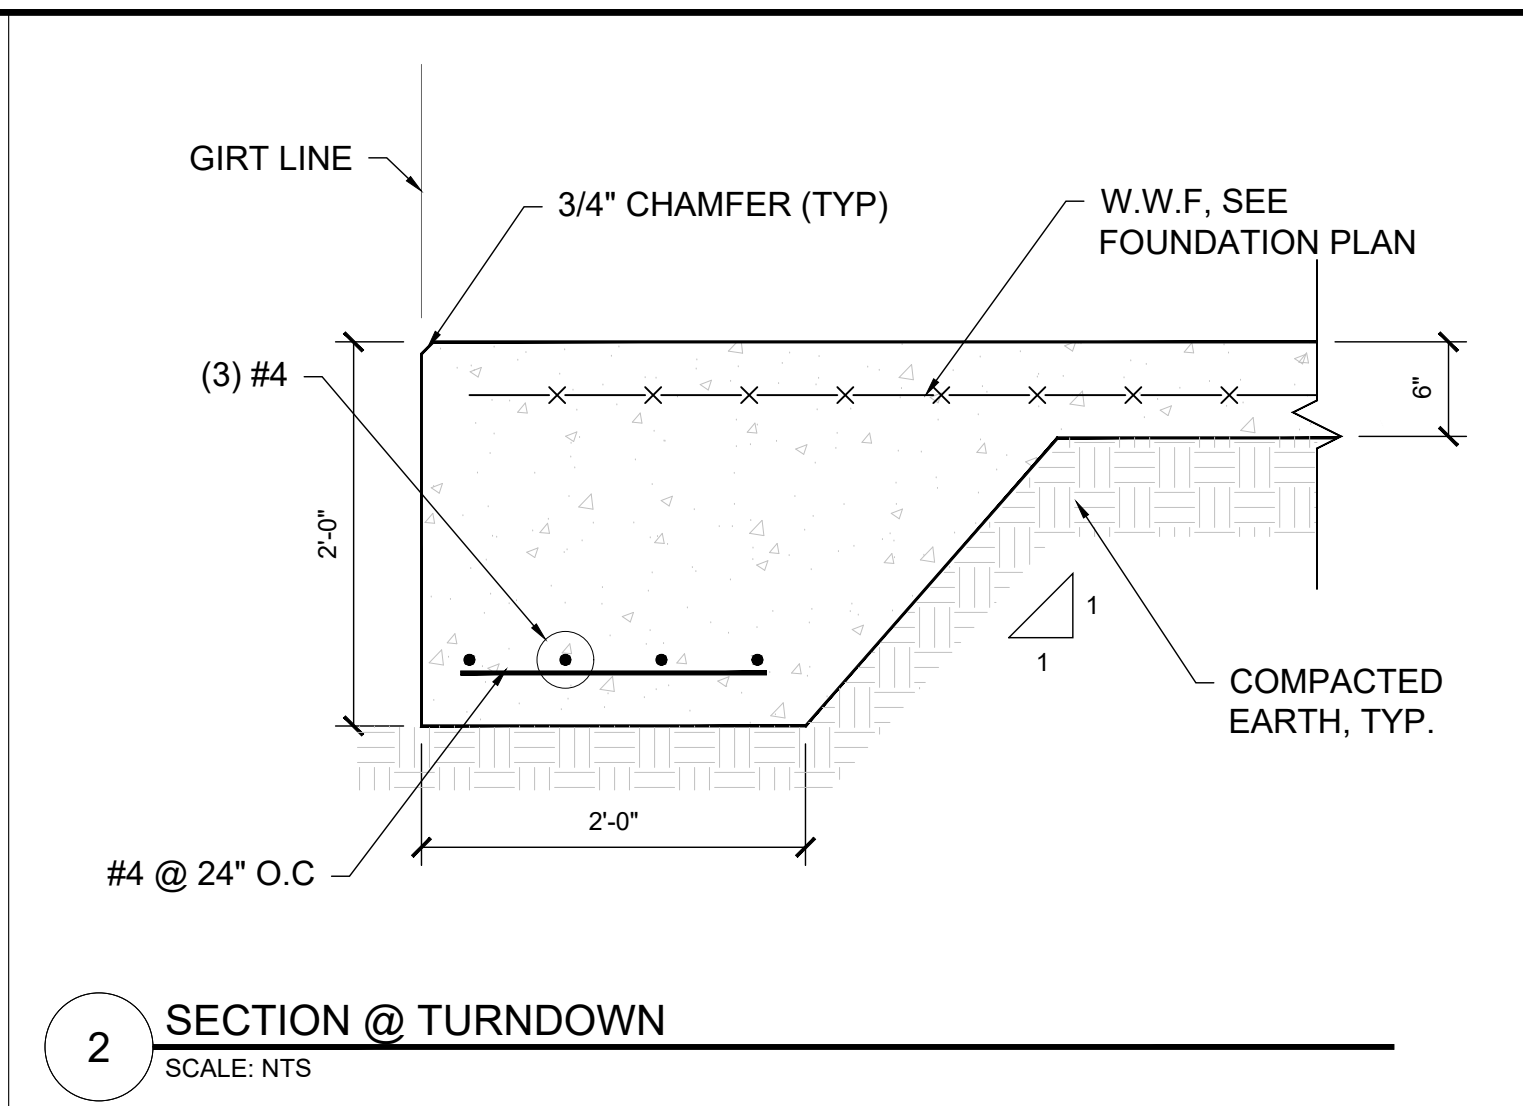 GIRT LINE
3/4" CHAMFER (TYP)
W.W.F, SEE
FOUNDATION PLAN
(3) #4
6"
2'-0"
1
1
COMPACTED
EARTH, TYP.
2'-0"
#4 @ 24" O.C
2
SECTION @ TURNDOWN
SCALE: NTS